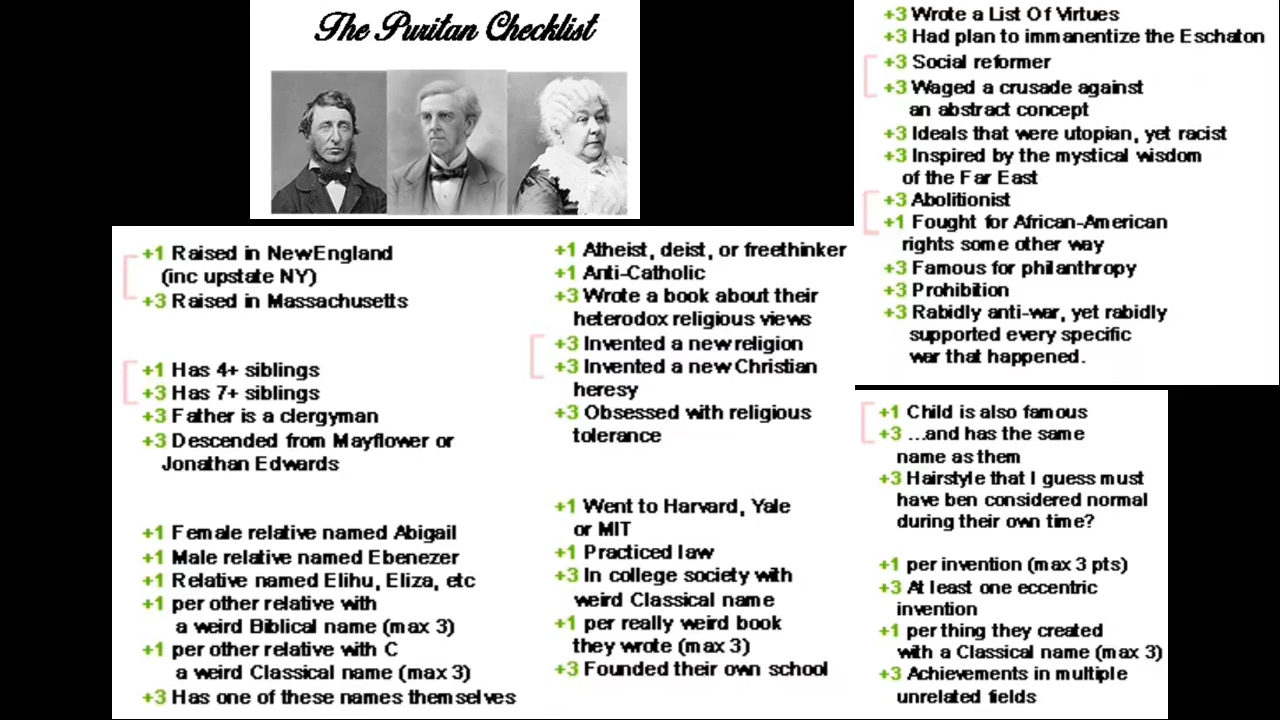 The Puritan Checklist
+1 Raised in New England
(inc upstate NY)
+3 Raised in Massachusetts
+1 Has 4+ siblings
+3 Has 7+ siblings
+3 Father is a clergyman
+3 Descended from Mayflower or
Jonathan Edwards
+1 Female relative named Abigail
+1 Male relative named Ebenezer
+1 Relative named Elihu, Eliza, etc
+1 per other relative with
a weird Biblical name (max 3)
+1 per other relative with C
a weird Classical name (max 3)
+3 Has one of these names themselves
+1 Atheist, deist, or freethinker
+1 Anti-Catholic
+3 Wrote a book about their
heterodox religious views
+3 Invented a new religion
+3 Invented a new Christian
heresy
+3 Obsessed with religious
tolerance
+1 Went to Harvard, Yale
or MIT
+1 Practiced law
+3 In college society with
weird Classical name
+1 per really weird book
they wrote (max 3)
+3 Founded their own school
+3 Wrote a List Of Virtues
+3 Had plan to immanentize the Eschaton
+3 Social reformer
+3 Waged a crusade against
an abstract concept
+3 Ideals that were utopian, yet racist
+3 Inspired by the mystical wisdom
of the Far East
+3 Abolitionist
+1 Fought for African-American
rights some other way
+3 Famous for philanthropy
+3 Prohibition
+3 Rabidly anti-war, yet rabidly
supported every specific
war that happened.
+1 Child is also famous
+3 ...and has the same
name as them
+3 Hairstyle that I guess must
have ben considered normal
during their own time?
+1 per invention (max 3 pts)
+3 At least one eccentric
invention
+1 per thing they created
with a Classical name (max 3)
+3 Achievements in multiple
unrelated fields